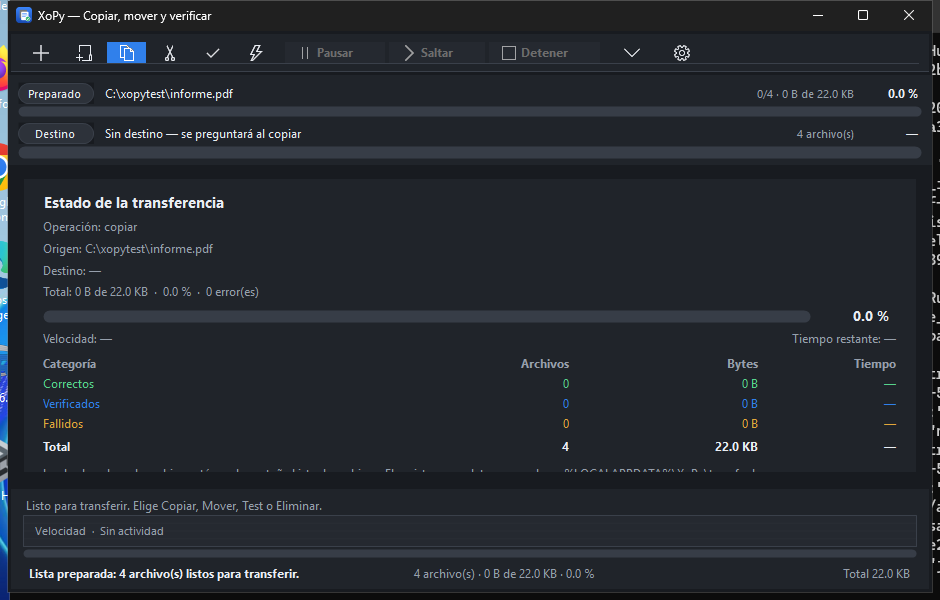 XoPy — Copiar, mover y verificar
Pausar Saltar Detener
Preparado C:\xopytest\informe.pdf 0/4 · 0 B de 22.0 KB 0.0 %
Destino Sin destino — se preguntará al copiar 4 archivo(s) —
Estado de la transferencia
Operación: copiar
Origen: C:\xopytest\informe.pdf
Destino: —
Total: 0 B de 22.0 KB · 0.0 % · 0 error(es)
0.0 %
Velocidad: — Tiempo restante: —
Categoría Archivos Bytes Tiempo
Correctos 0 0 B —
Verificados 0 0 B —
Fallidos 0 0 B —
Total 4 22.0 KB —
Listo para transferir. Elige Copiar, Mover, Test o Eliminar.
Velocidad · Sin actividad
Lista preparada: 4 archivo(s) listos para transferir. 4 archivo(s) · 0 B de 22.0 KB · 0.0 % Total 22.0 KB